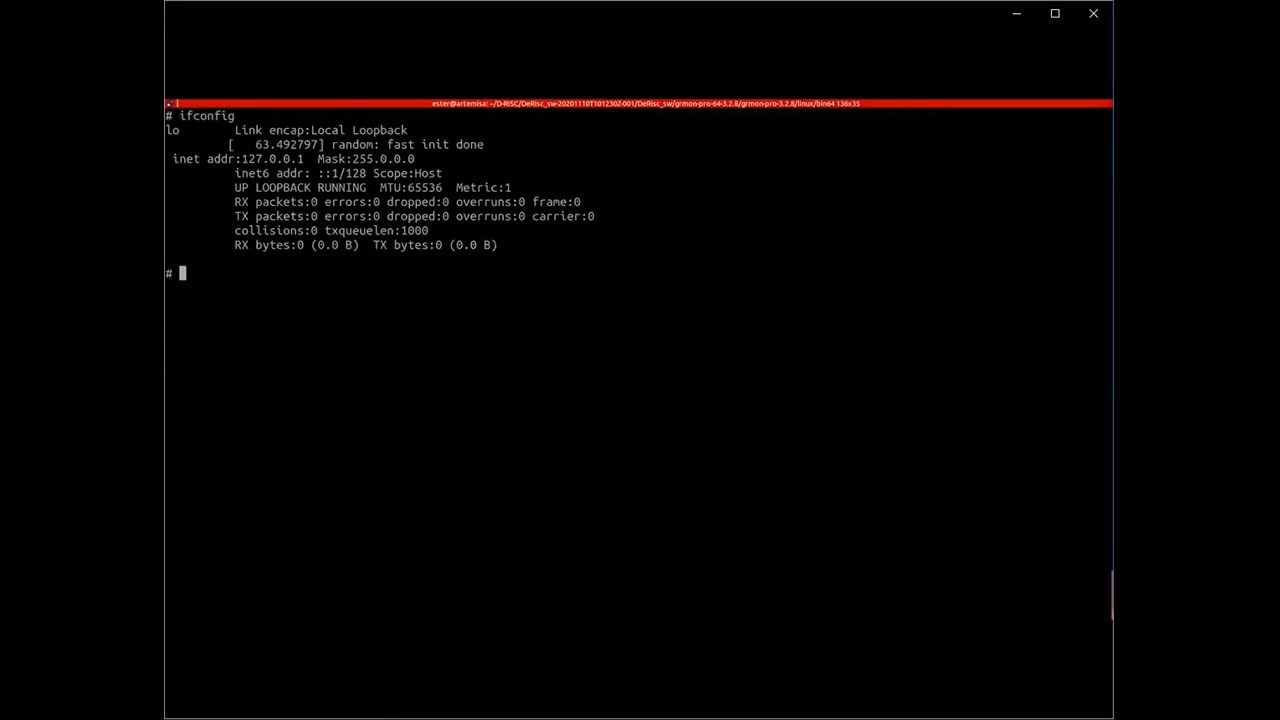 ester@artemisa: ~/D-RISC/DeRisc_sw-20201110T101230Z-001/DeRisc_sw/grmon-pro-64-3.2.8/grmon-pro-3.2.8/linux/bin64 136x35
# ifconfig
lo        Link encap:Local Loopback
[   63.492797] random: fast init done
inet addr:127.0.0.1  Mask:255.0.0.0
inet6 addr: ::1/128 Scope:Host
UP LOOPBACK RUNNING  MTU:65536  Metric:1
RX packets:0 errors:0 dropped:0 overruns:0 frame:0
TX packets:0 errors:0 dropped:0 overruns:0 carrier:0
collisions:0 txqueuelen:1000
RX bytes:0 (0.0 B)  TX bytes:0 (0.0 B)
#